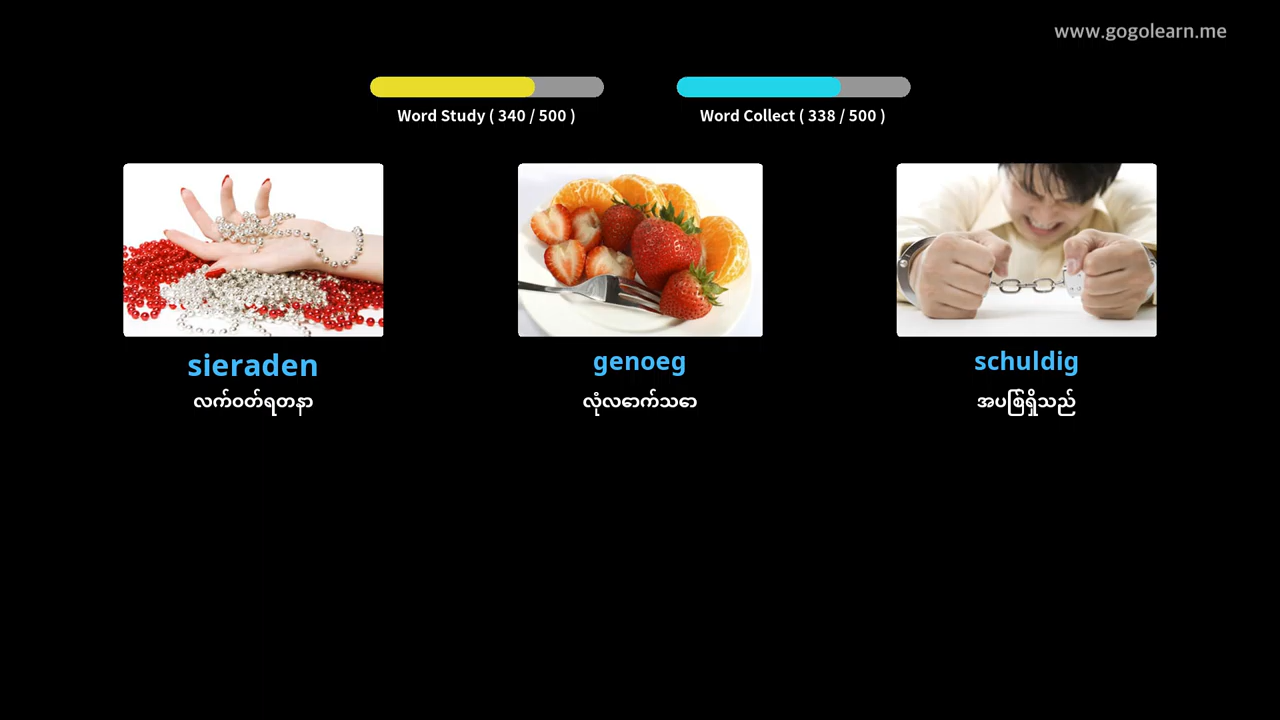 www.gogolearn.me
Word Study ( 340 / 500 )
Word Collect ( 338 / 500 )
sieraden
လက်ဝတ်ရတနာ
genoeg
လုံလောက်သော
schuldig
အပစ်ရှိသည်